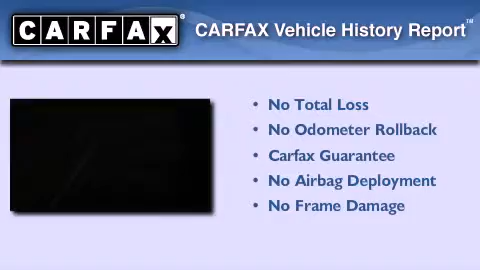 CARFAX® CARFAX Vehicle History Report™
• No Total Loss
• No Odometer Rollback
• Carfax Guarantee
• No Airbag Deployment
• No Frame Damage